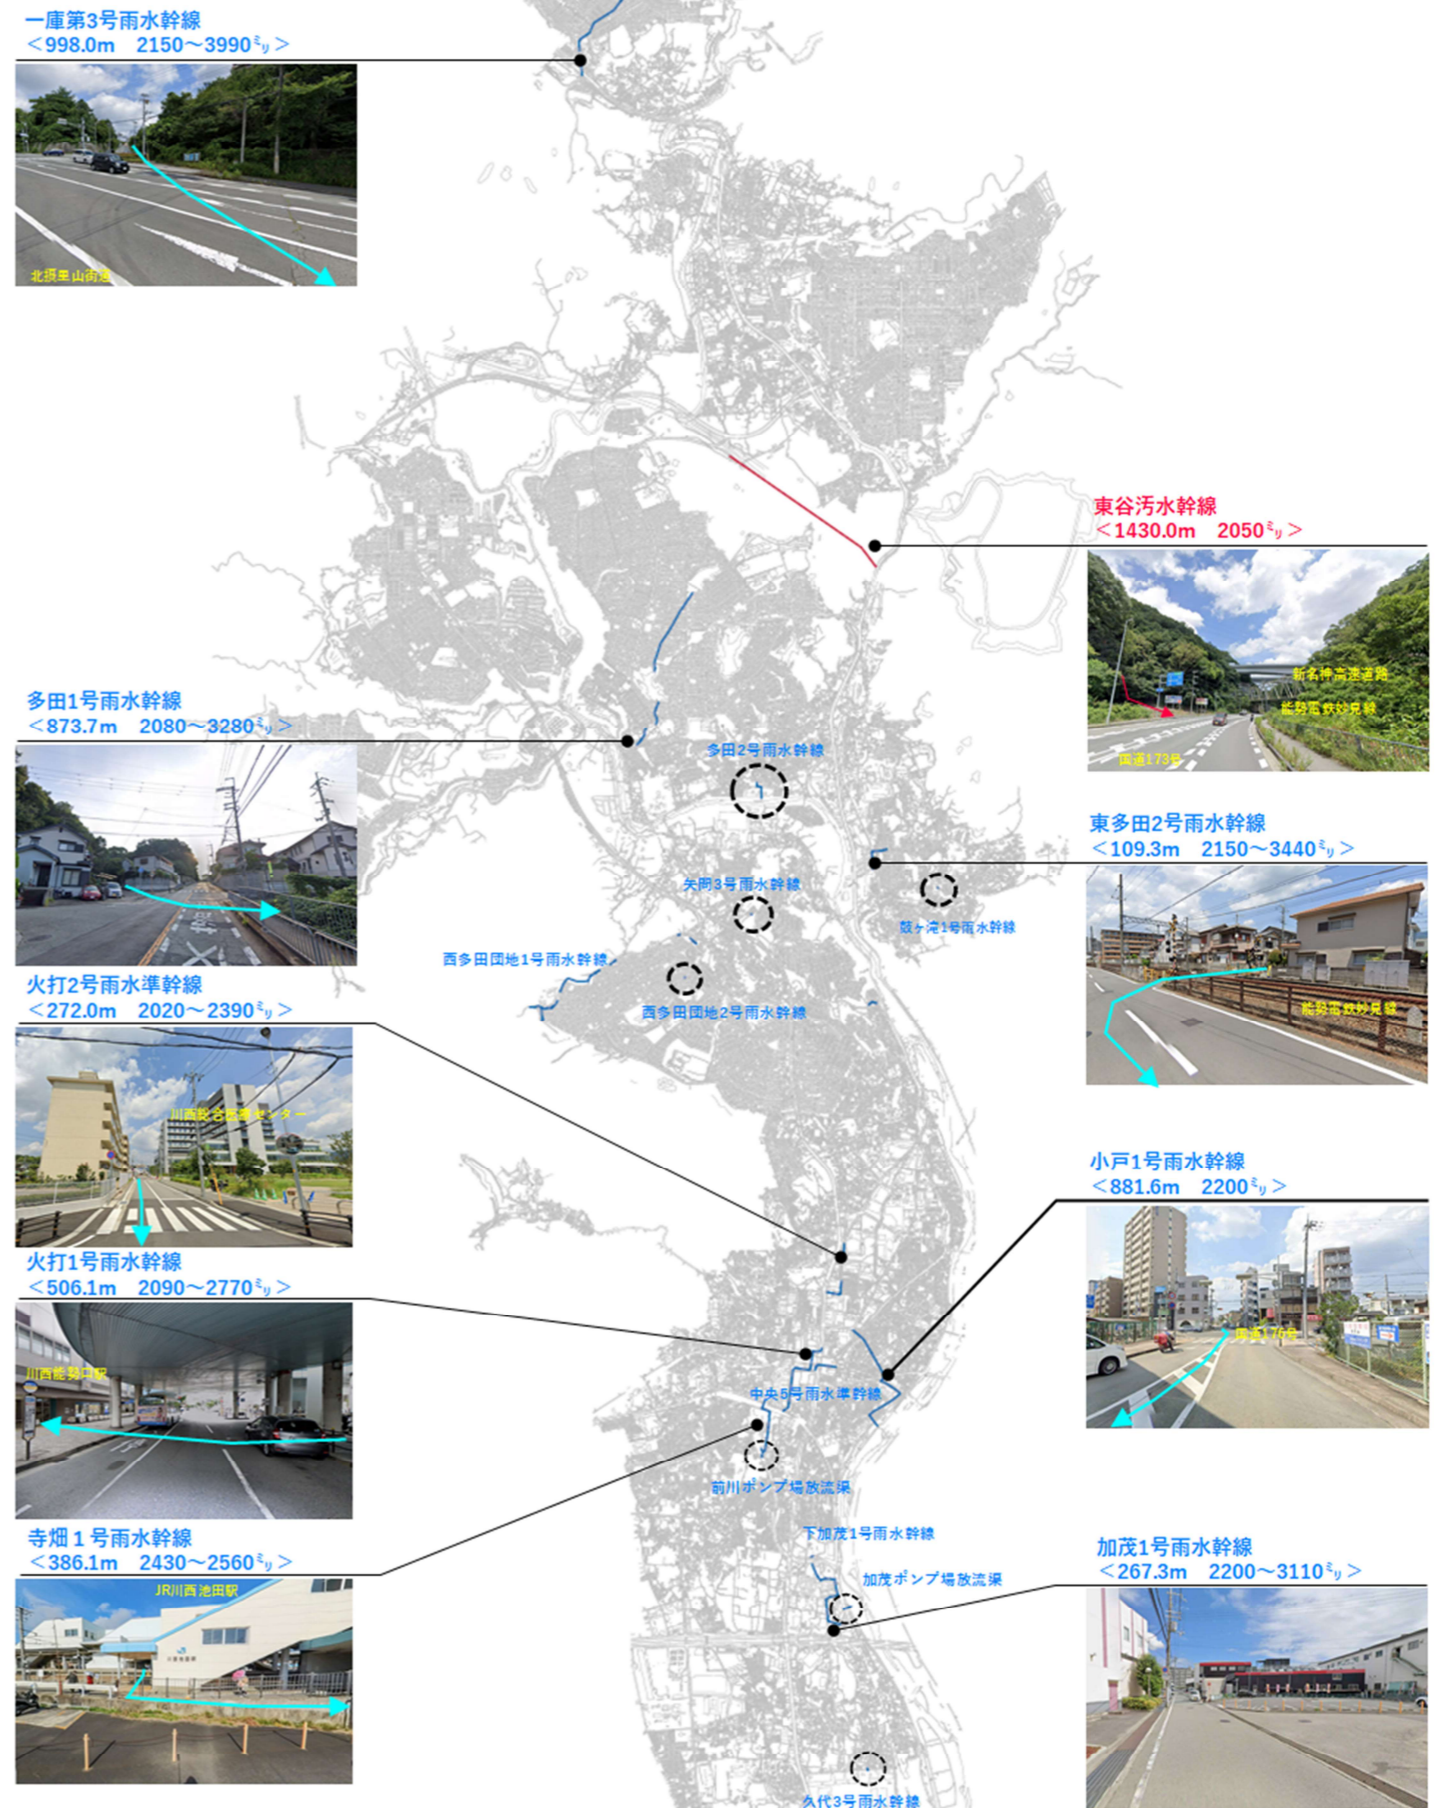 一庫第3号雨水幹線
<998.0m 2150～3990㍉>
北摂里山街道
東谷汚水幹線
<1430.0m 2050㍉>
新名神高速道路
能勢電鉄妙見線
国道173号
多田1号雨水幹線
<873.7m 2080～3280㍉>
多田2号雨水幹線
東多田2号雨水幹線
<109.3m 2150～3440㍉>
能勢電鉄妙見線
矢問3号雨水幹線
鼓ヶ滝1号雨水幹線
西多田団地1号雨水幹線
西多田団地2号雨水幹線
火打2号雨水準幹線
<272.0m 2020～2390㍉>
川西総合医療センター
小戸1号雨水幹線
<881.6m 2200㍉>
国道176号
火打1号雨水幹線
<506.1m 2090～2770㍉>
川西能勢口駅
中央5号雨水準幹線
前川ポンプ場放流渠
寺畑１号雨水幹線
<386.1m 2430～2560㍉>
JR川西池田駅
下加茂1号雨水幹線
加茂ポンプ場放流渠
加茂1号雨水幹線
<267.3m 2200～3110㍉>
久代3号雨水幹線